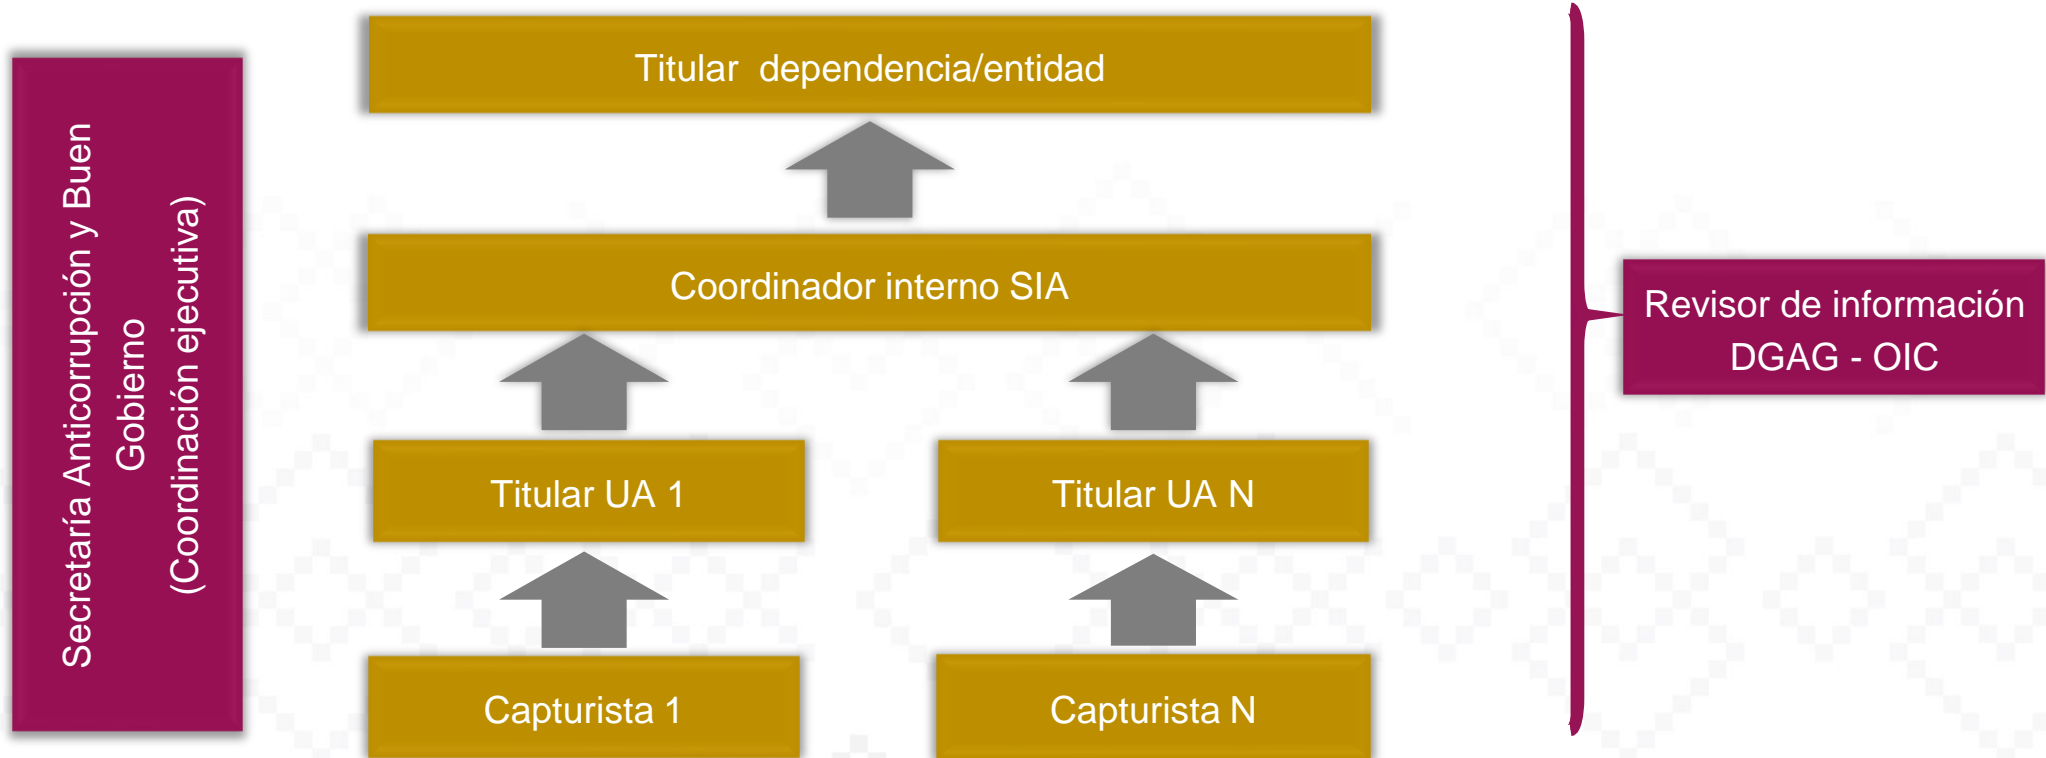 Secretaría Anticorrupción y Buen
Gobierno
(Coordinación ejecutiva)
Titular dependencia/entidad
Coordinador interno SIA
Titular UA 1
Titular UA N
Capturista 1
Capturista N
Revisor de información
DGAG - OIC